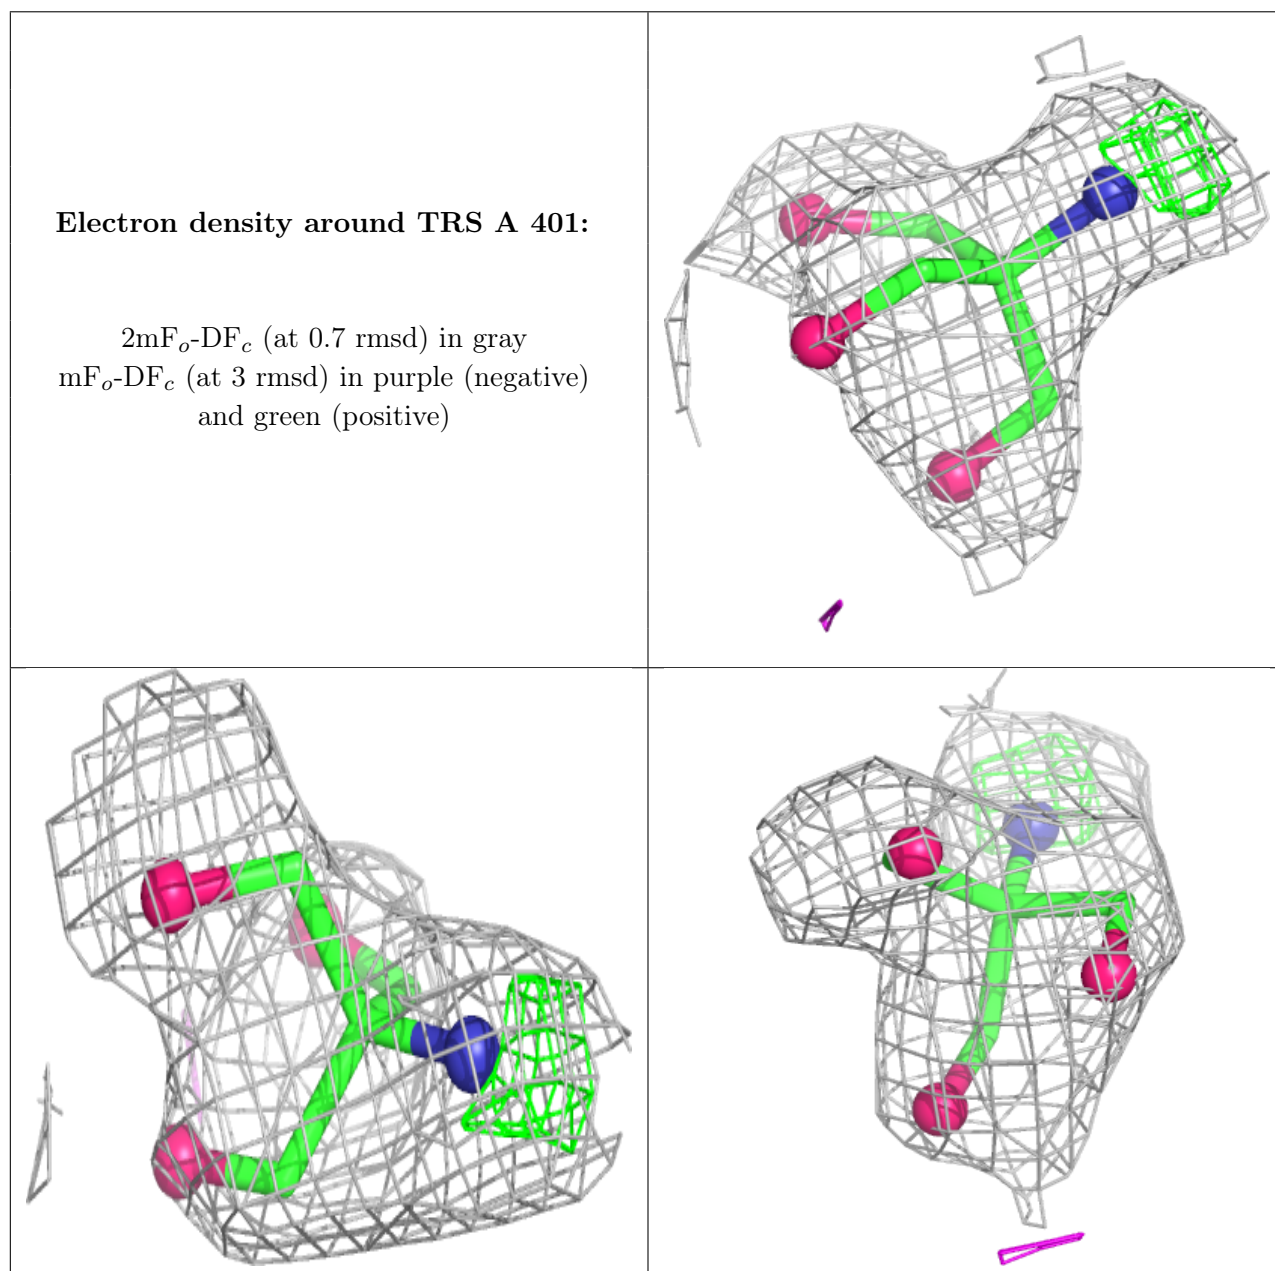 Electron density around TRS A 401:
2mFo-DFc (at 0.7 rmsd) in gray
mFo-DFc (at 3 rmsd) in purple (negative)
and green (positive)